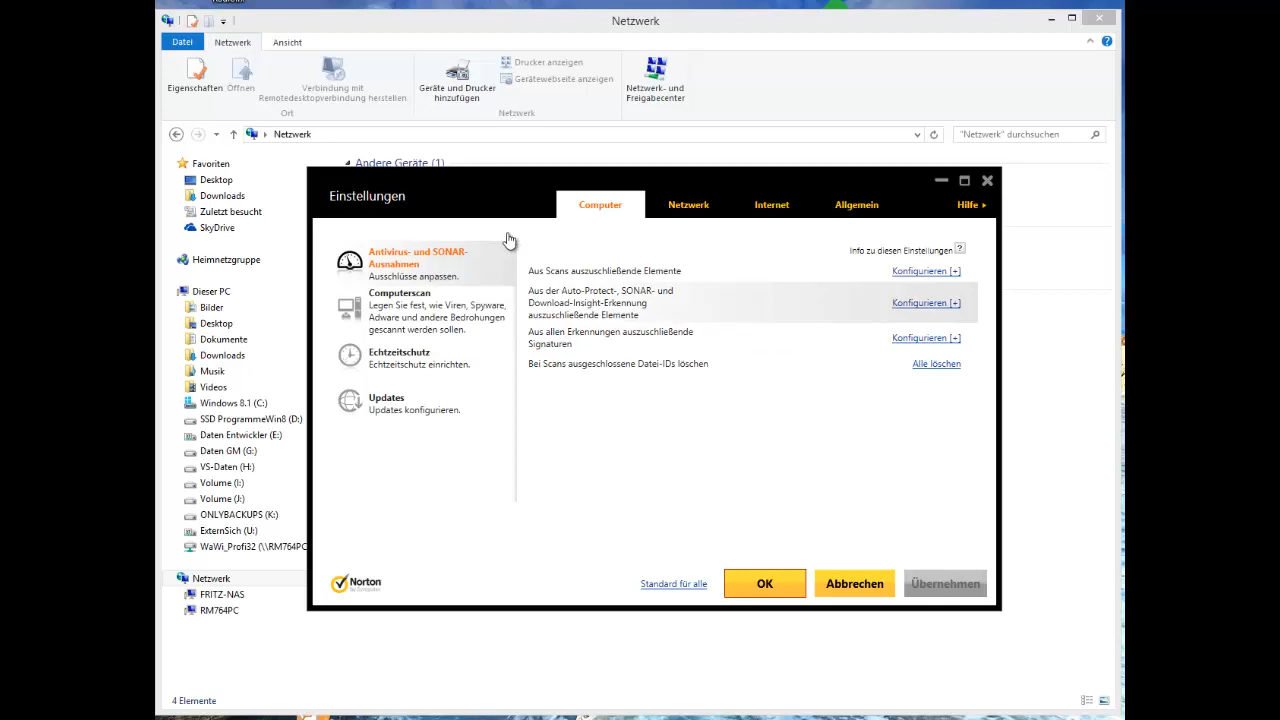 Netzwerk
Datei Netzwerk Ansicht
Eigenschaften
Öffnen
Verbindung mit
Remotedesktopverbindung herstellen
Geräte und Drucker
hinzufügen
Drucker anzeigen
Gerätewebseite anzeigen
Netzwerk- und
Freigabecenter
Ort
Netzwerk
Netzwerk
"Netzwerk" durchsuchen
Favoriten
Desktop
Downloads
Zuletzt besucht
SkyDrive
Heimnetzgruppe
Dieser PC
Bilder
Desktop
Dokumente
Downloads
Musik
Videos
Windows 8.1 (C:)
SSD ProgrammeWin8 (D:)
Daten Entwickler (E:)
Daten GM (G:)
VS-Daten (H:)
Volume (I:)
Volume (J:)
ONLYBACKUPS (K:)
ExternSich (U:)
WaWi_Profi32 (\\RM764PC
Netzwerk
FRITZ-NAS
RM764PC
4 Elemente
Andere Geräte (1)
Einstellungen
Computer Netzwerk Internet Allgemein Hilfe
Antivirus- und SONAR-
Ausnahmen
Ausschlüsse anpassen.
Computerscan
Legen Sie fest, wie Viren, Spyware,
Adware und andere Bedrohungen
gescannt werden sollen.
Echtzeitschutz
Echtzeitschutz einrichten.
Updates
Updates konfigurieren.
Info zu diesen Einstellungen ?
Aus Scans auszuschließende Elemente Konfigurieren [+]
Aus der Auto-Protect-, SONAR- und
Download-Insight-Erkennung
auszuschließende Elemente
Konfigurieren [+]
Aus allen Erkennungen auszuschließende
Signaturen
Konfigurieren [+]
Bei Scans ausgeschlossene Datei-IDs löschen Alle löschen
Norton
by Symantec
Standard für alle OK Abbrechen Übernehmen